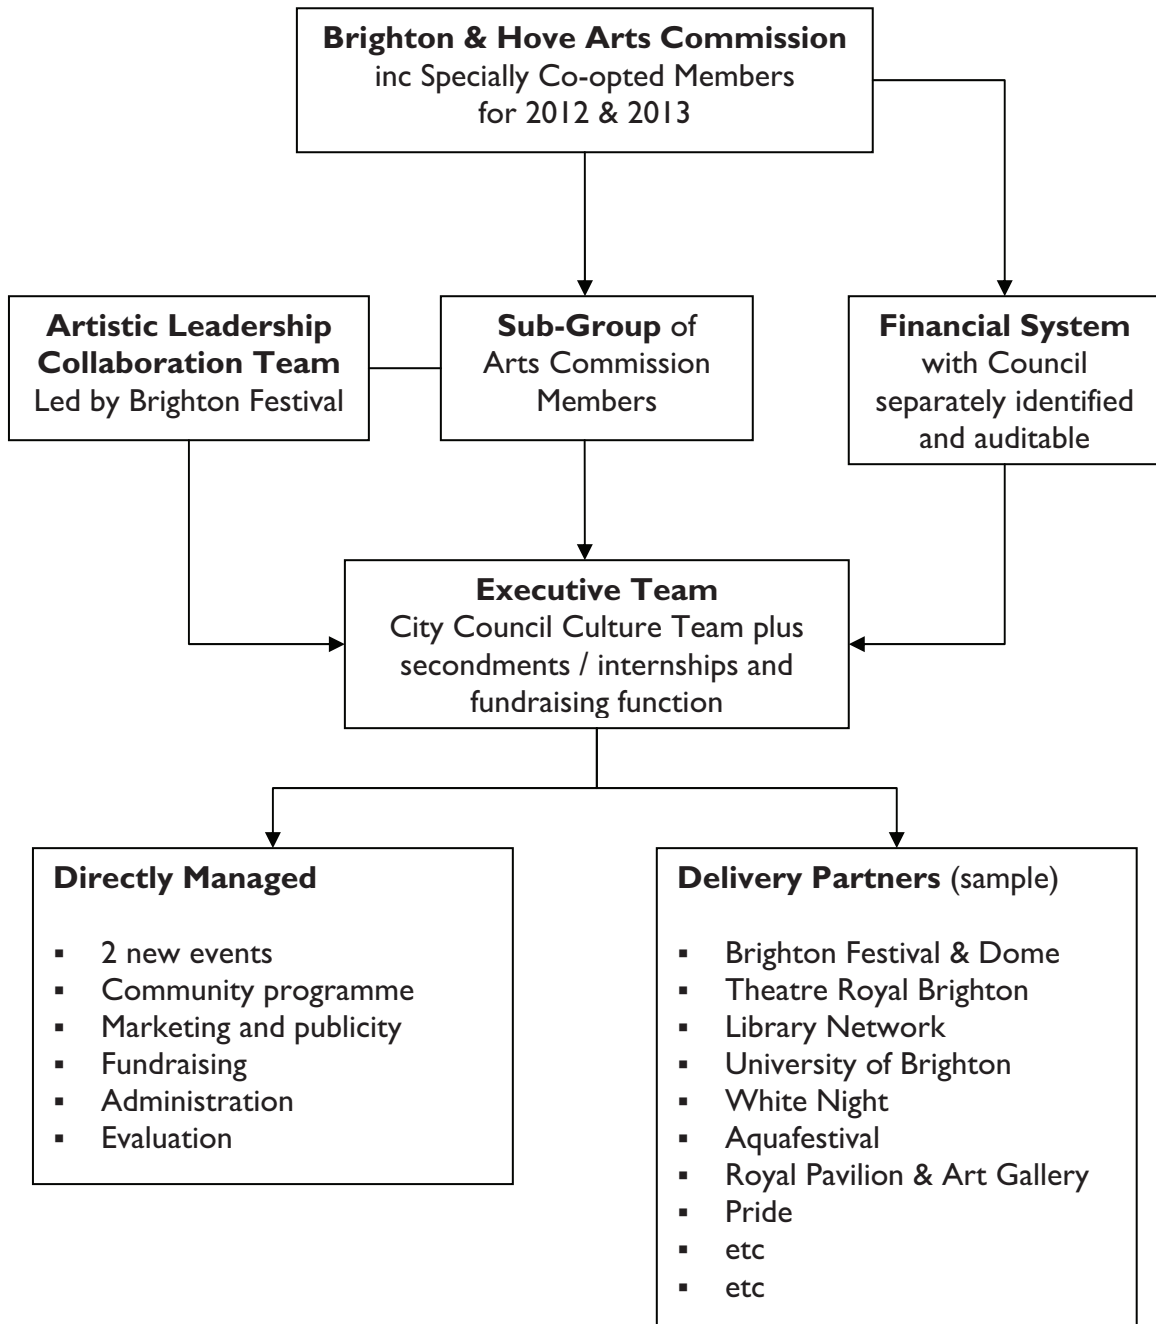 Brighton & Hove Arts Commission
inc Specially Co-opted Members
for 2012 & 2013
Artistic Leadership
Collaboration Team
Led by Brighton Festival
Sub-Group of
Arts Commission
Members
Financial System
with Council
separately identified
and auditable
Executive Team
City Council Culture Team plus
secondments / internships and
fundraising function
Directly Managed
▪ 2 new events
▪ Community programme
▪ Marketing and publicity
▪ Fundraising
▪ Administration
▪ Evaluation
Delivery Partners (sample)
▪ Brighton Festival & Dome
▪ Theatre Royal Brighton
▪ Library Network
▪ University of Brighton
▪ White Night
▪ Aquafestival
▪ Royal Pavilion & Art Gallery
▪ Pride
▪ etc
▪ etc